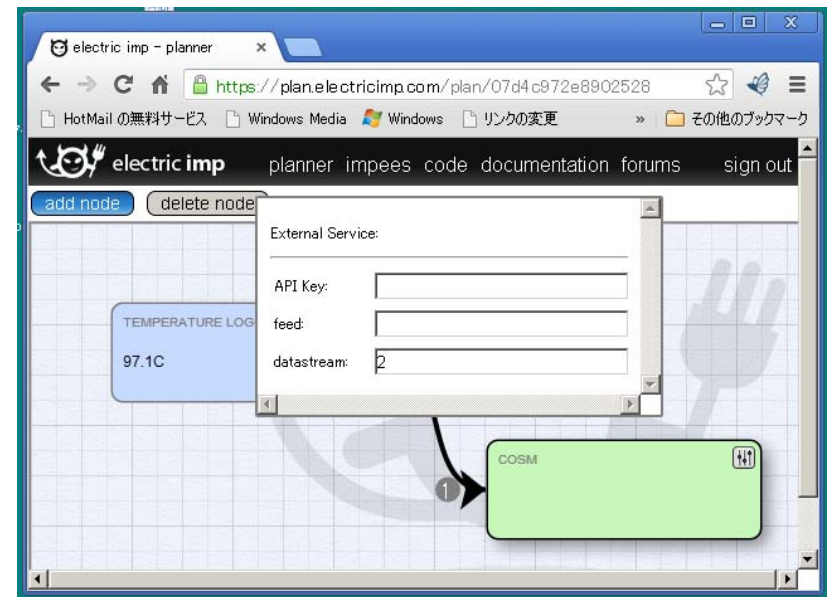 electric imp - planner
https://plan.electricimp.com/plan/07d4c972e8902528
HotMail の無料サービス Windows Media Windows リンクの変更 » その他のブックマーク
electric imp planner impees code documentation forums sign out
add node delete node
External Service:
API Key:
TEMPERATURE LOG feed:
97.1C datastream: 2
COSM
1